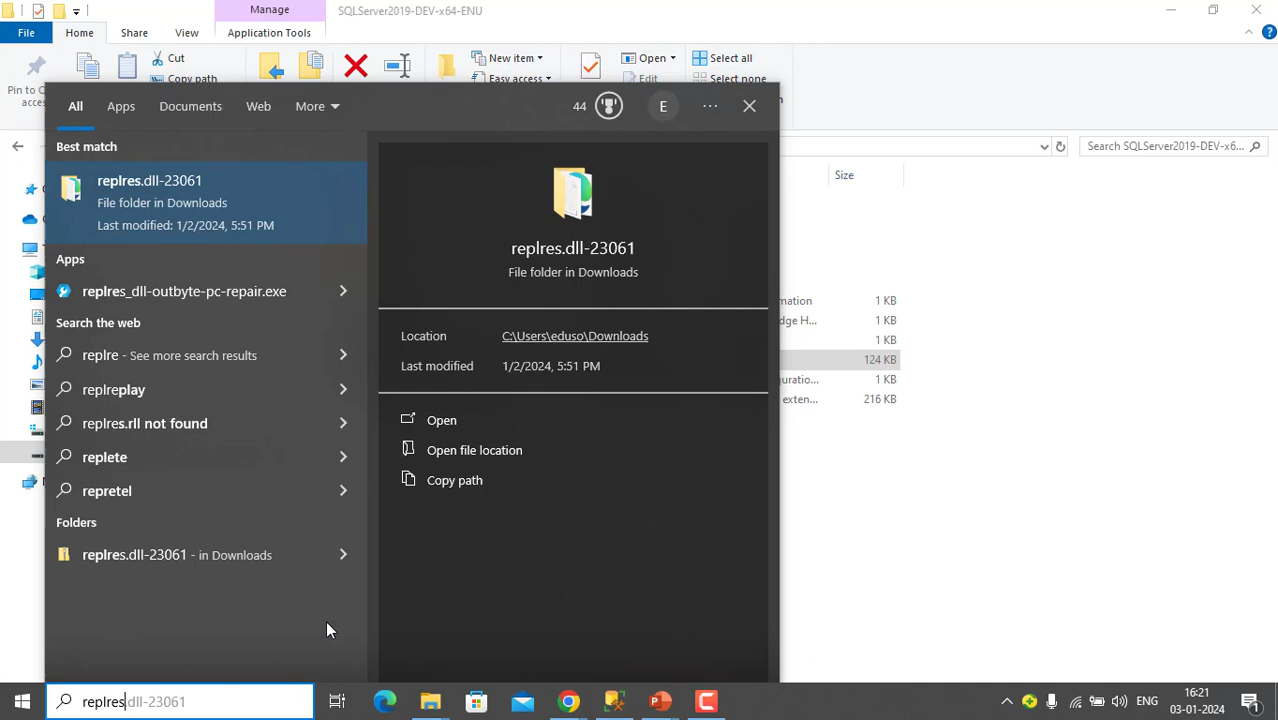 Manage
SQLServer2019-DEV-x64-ENU
File
Home
Share
View
Application Tools
Pin to Q
acces
Cut
Copy path
New item
Easy access
Open
Edit
Select all
Select none
All
Apps
Documents
Web
More
44
E
Search SQLServer2019-DEV-x6...
Best match
replres.dll-23061
File folder in Downloads
Last modified: 1/2/2024, 5:51 PM
Apps
replres_dll-outbyte-pc-repair.exe
Search the web
replre - See more search results
replreplay
replres.rll not found
replete
repretel
Folders
replres.dll-23061 - in Downloads
replres.dll-23061
File folder in Downloads
Location
C:\Users\eduso\Downloads
Last modified
1/2/2024, 5:51 PM
Open
Open file location
Copy path
Size
mation
1 KB
dge H...
1 KB
1 KB
124 KB
guratio...
1 KB
exten...
216 KB
replres.dll-23061
ENG
16:21
03-01-2024
1